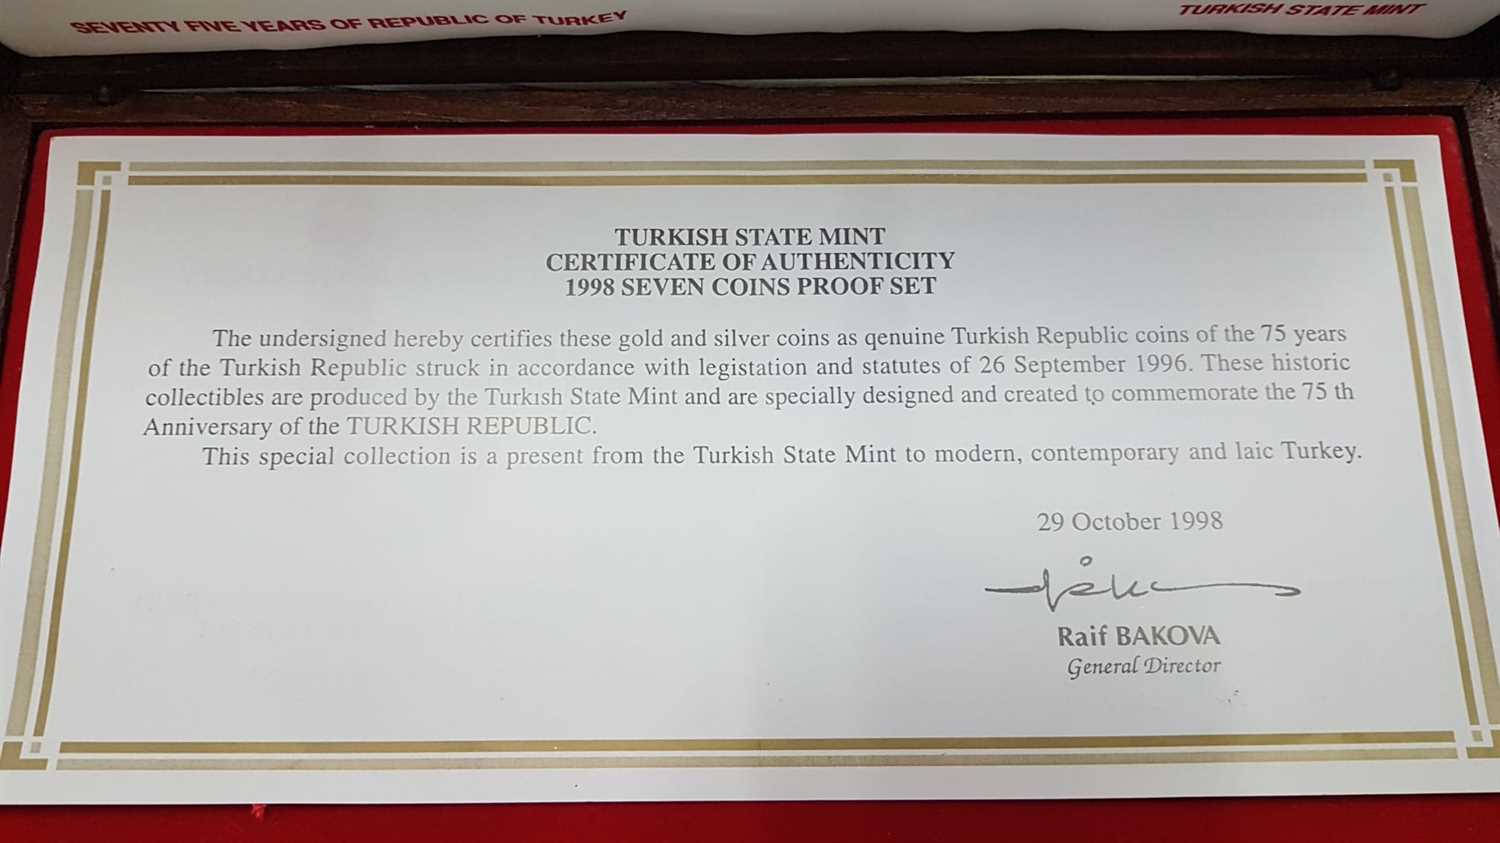 SEVENTY FIVE YEARS OF REPUBLIC OF TURKEY
TURKISH STATE MINT
TURKISH STATE MINT
CERTIFICATE OF AUTHENTICITY
1998 SEVEN COINS PROOF SET
The undersigned hereby certifies these gold and silver coins as qenuine Turkish Republic coins of the 75 years
of the Turkish Republic struck in accordance with legistation and statutes of 26 September 1996. These historic
collectibles are produced by the Turkısh State Mint and are specially designed and created to commemorate the 75 th
Anniversary of the TURKISH REPUBLIC.
This special collection is a present from the Turkish State Mint to modern, contemporary and laic Turkey.
29 October 1998
Raif BAKOVA
General Director